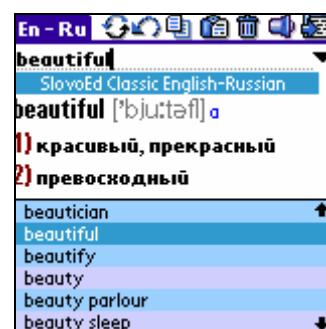 En - Ru
beautiful
SlovoEd Classic English-Russian
beautiful ['bju:təfl] a
1) красивый, прекрасный
2) превосходный
beautician
beautiful
beautify
beauty
beauty parlour
beauty sleep